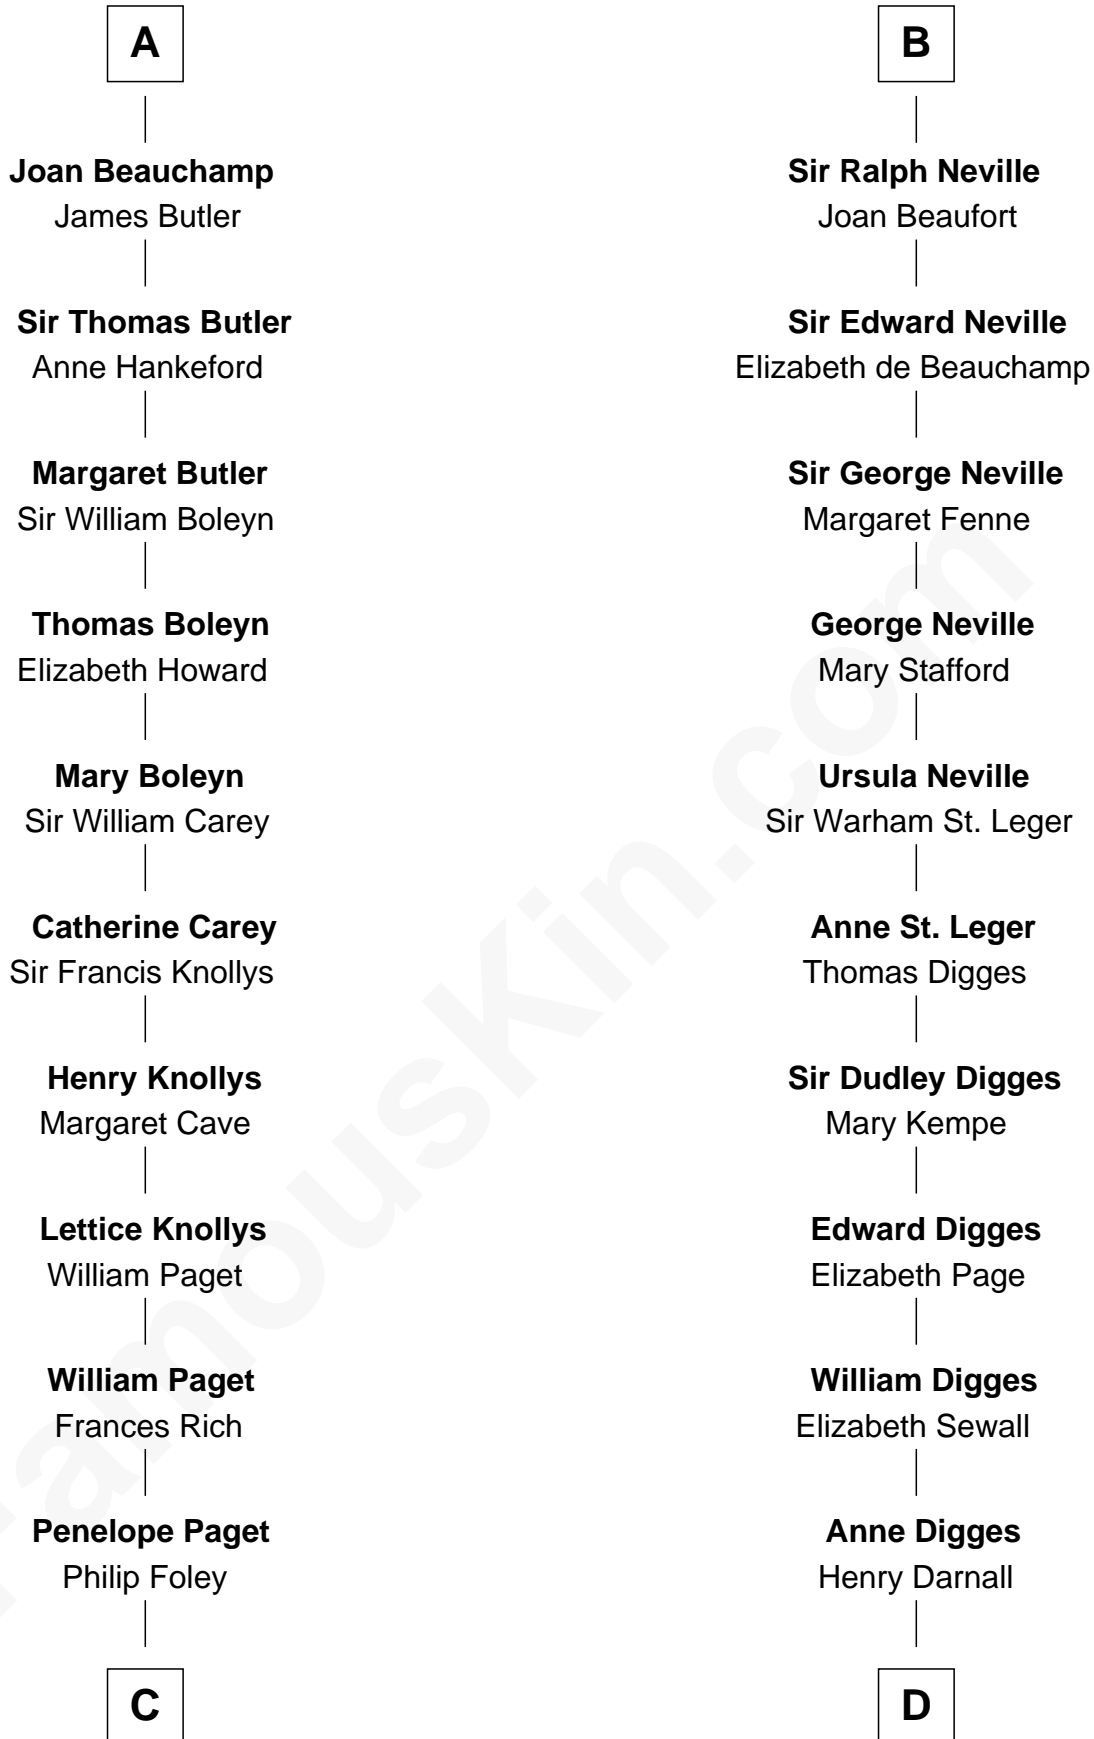 A
Joan Beauchamp
James Butler
Sir Thomas Butler
Anne Hankeford
Margaret Butler
Sir William Boleyn
Thomas Boleyn
Elizabeth Howard
Mary Boleyn
Sir William Carey
Catherine Carey
Sir Francis Knollys
Henry Knollys
Margaret Cave
Lettice Knollys
William Paget
William Paget
Frances Rich
Penelope Paget
Philip Foley
C
B
Sir Ralph Neville
Joan Beaufort
Sir Edward Neville
Elizabeth de Beauchamp
Sir George Neville
Margaret Fenne
George Neville
Mary Stafford
Ursula Neville
Sir Warham St. Leger
Anne St. Leger
Thomas Digges
Sir Dudley Digges
Mary Kempe
Edward Digges
Elizabeth Page
William Digges
Elizabeth Sewall
Anne Digges
Henry Darnall
D
FamousKin.com